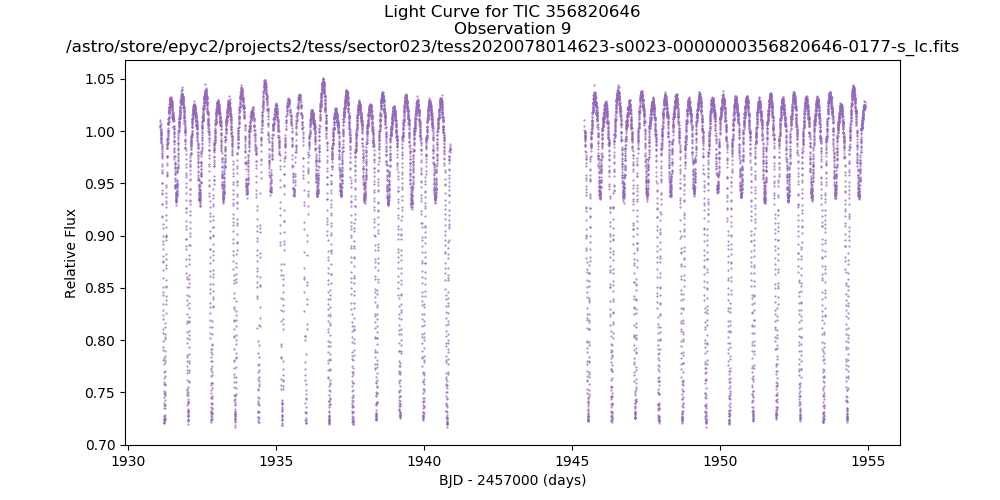 Light Curve for TIC 356820646
Observation 9
/astro/store/epyc2/projects2/tess/sector023/tess2020078014623-s0023-0000000356820646-0177-s_lc.fits
1.05
1.00
0.95
0.90
0.85
0.80
0.75
0.70
Relative Flux
1930
1935
1940
1945
1950
1955
BJD - 2457000 (days)